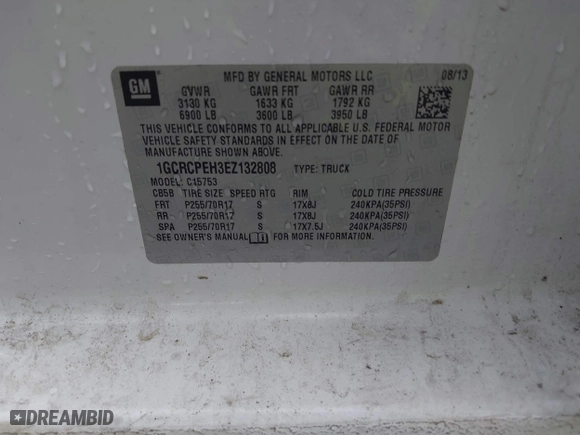 GM
MFD BY GENERAL MOTORS LLC 08/13
GVWR GAWR FRT GAWR RR
3130 KG 1633 KG 1792 KG
6900 LB 3600 LB 3950 LB
THIS VEHICLE CONFORMS TO ALL APPLICABLE U.S. FEDERAL MOTOR
VEHICLE SAFETY STANDARDS IN EFFECT ON THE DATE OF
MANUFACTURE SHOWN ABOVE.
1GCRCPEH3EZ132808 TYPE: TRUCK
MODEL: C15753
CB5B TIRE SIZE SPEED RTG RIM COLD TIRE PRESSURE
FRT P255/70R17 S 17X8J 240KPA(35PSI)
RR P255/70R17 S 17X8J 240KPA(35PSI)
SPA P255/70R17 S 17X7.5J 240KPA(35PSI)
SEE OWNER'S MANUAL FOR MORE INFORMATION.
DREAMBID